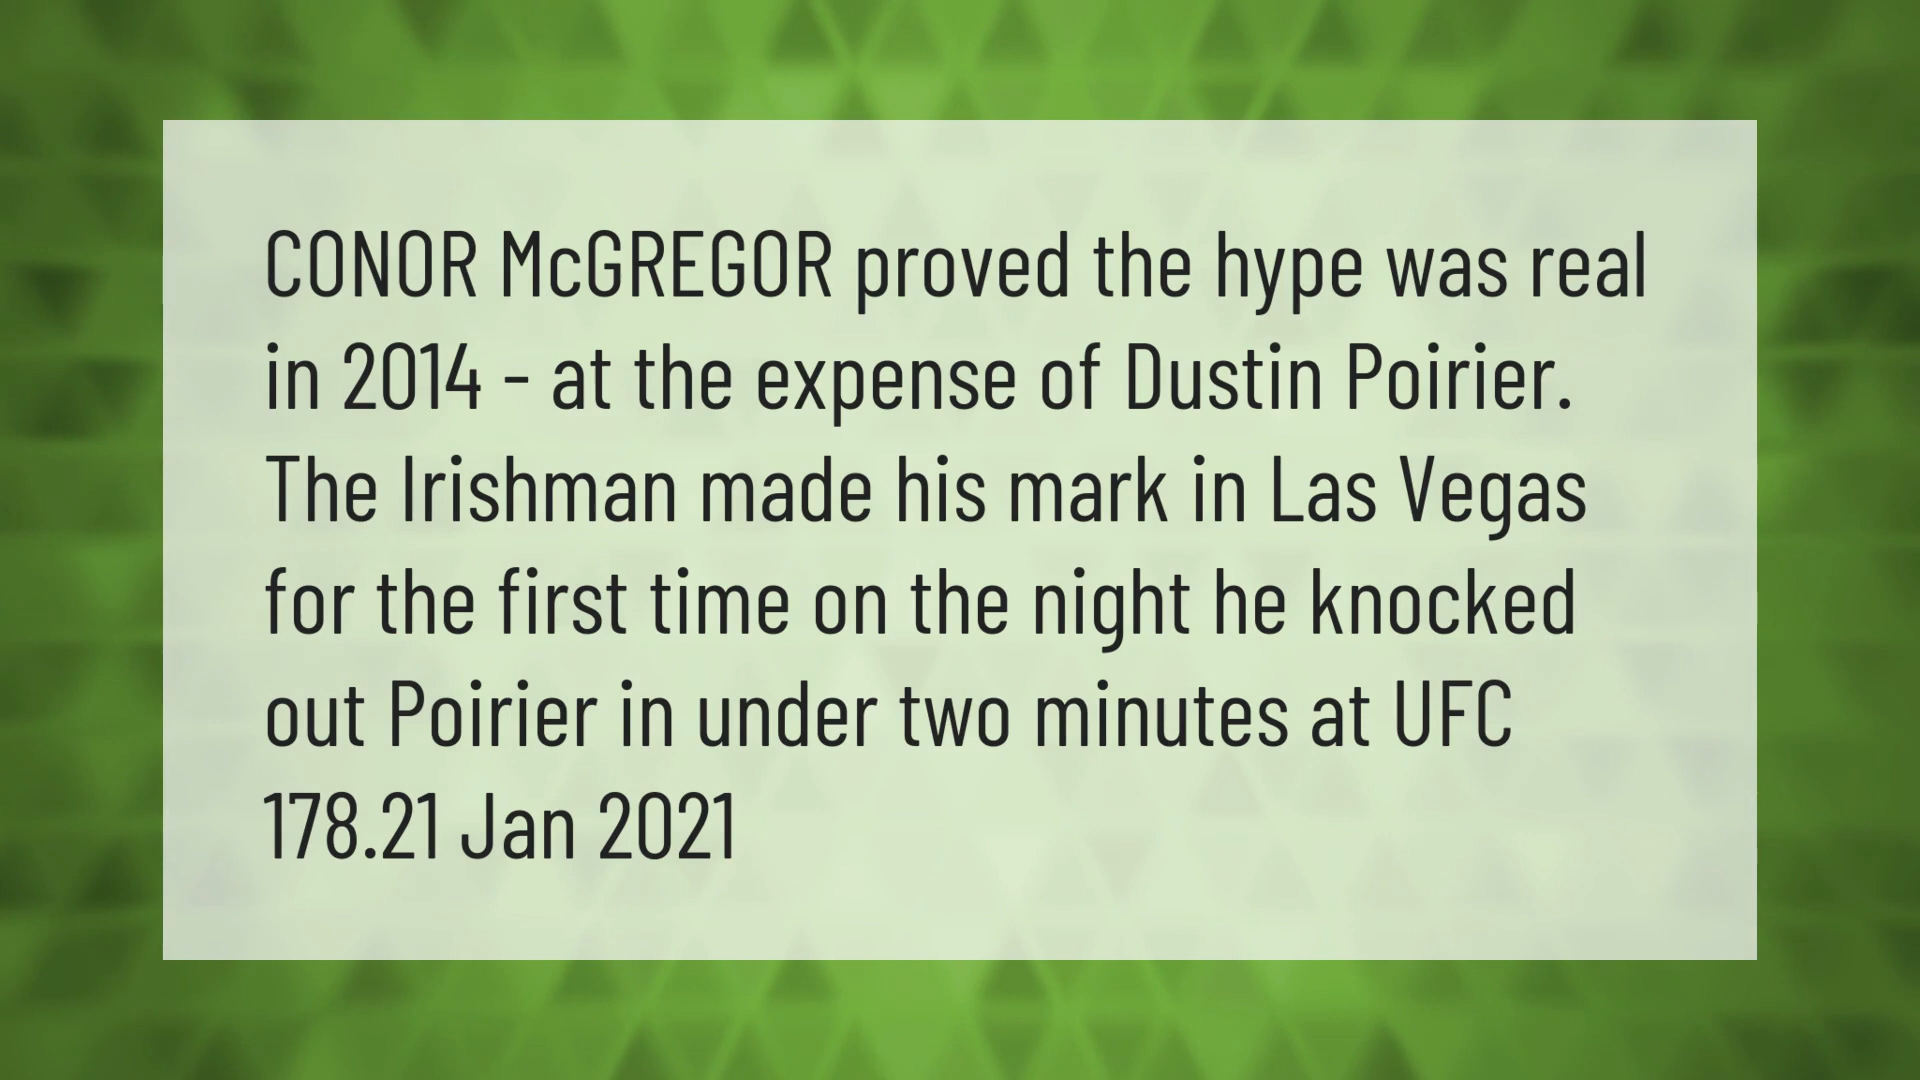 CONOR McGREGOR proved the hype was real
in 2014 - at the expense of Dustin Poirier.
The Irishman made his mark in Las Vegas
for the first time on the night he knocked
out Poirier in under two minutes at UFC
178.21 Jan 2021